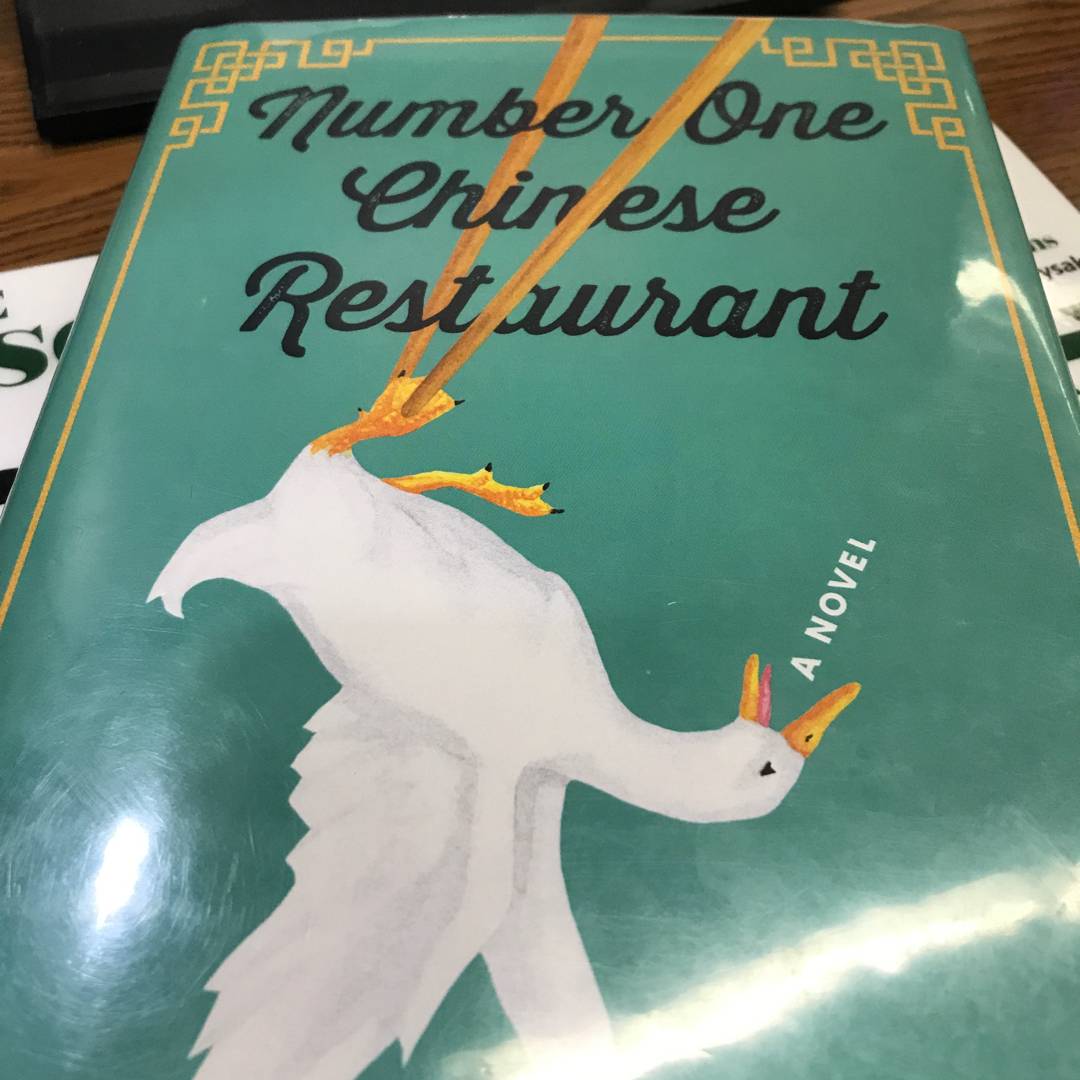 Number One
Chinese
Restaurant
A NOVEL